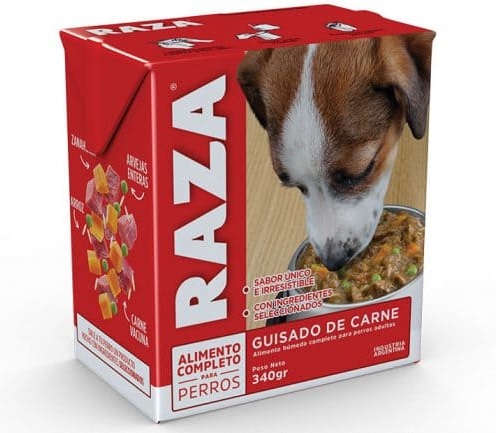 RAZA
ZANAH
ARVEJAS
ENTERAS
ARROZ
CARNE
VACUNA
RAZA®
SABOR ÚNICO
E IRRESISTIBLE
CON INGREDIENTES
SELECCIONADOS
ALIMENTO
COMPLETO
PARA
PERROS
GUISADO DE CARNE
Alimento húmedo completo para perros adultos
Peso Neto
340gr
INDUSTRIA
ARGENTINA